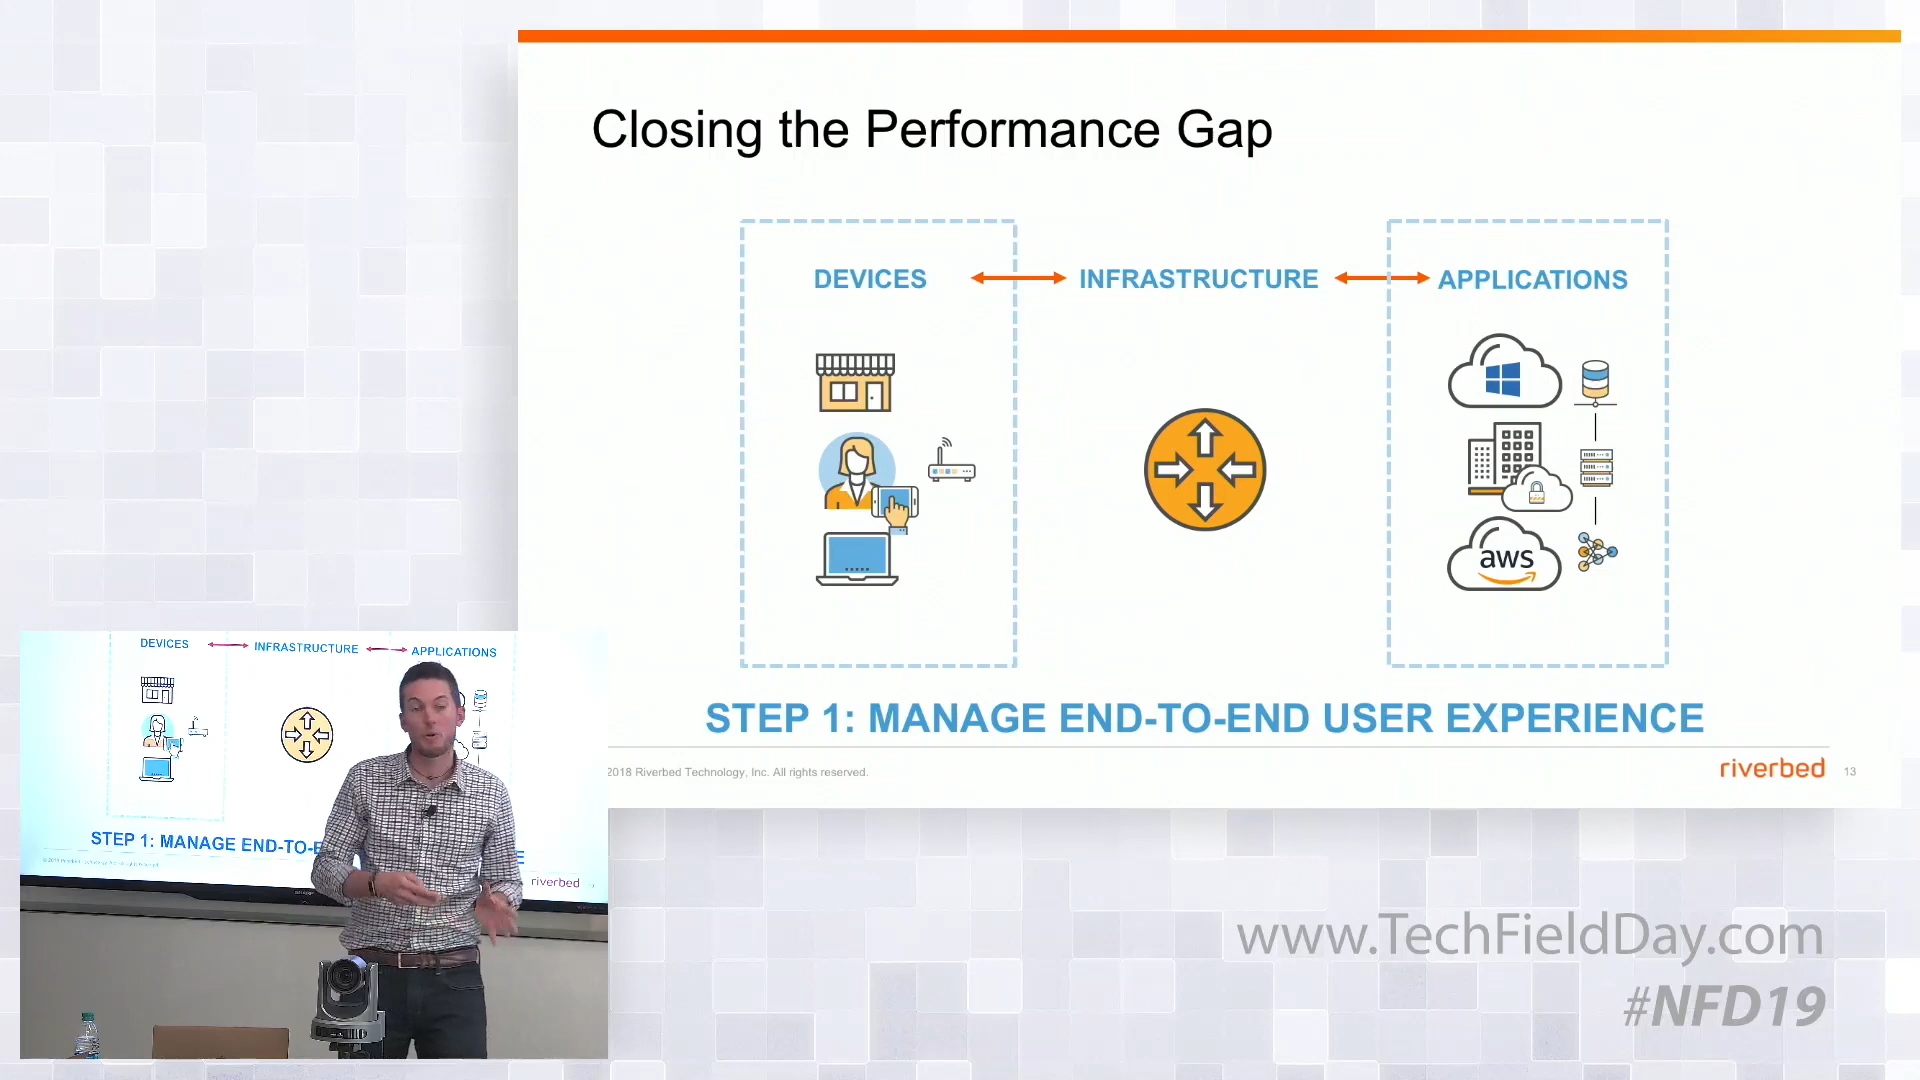 Closing the Performance Gap
DEVICES
INFRASTRUCTURE
APPLICATIONS
aws
STEP 1: MANAGE END-TO-END USER EXPERIENCE
2018 Riverbed Technology, Inc. All rights reserved.
riverbed
13
DEVICES
INFRASTRUCTURE
APPLICATIONS
STEP 1: MANAGE END-TO-E
E
riverbed
www.TechFieldDay.com
#NFD19